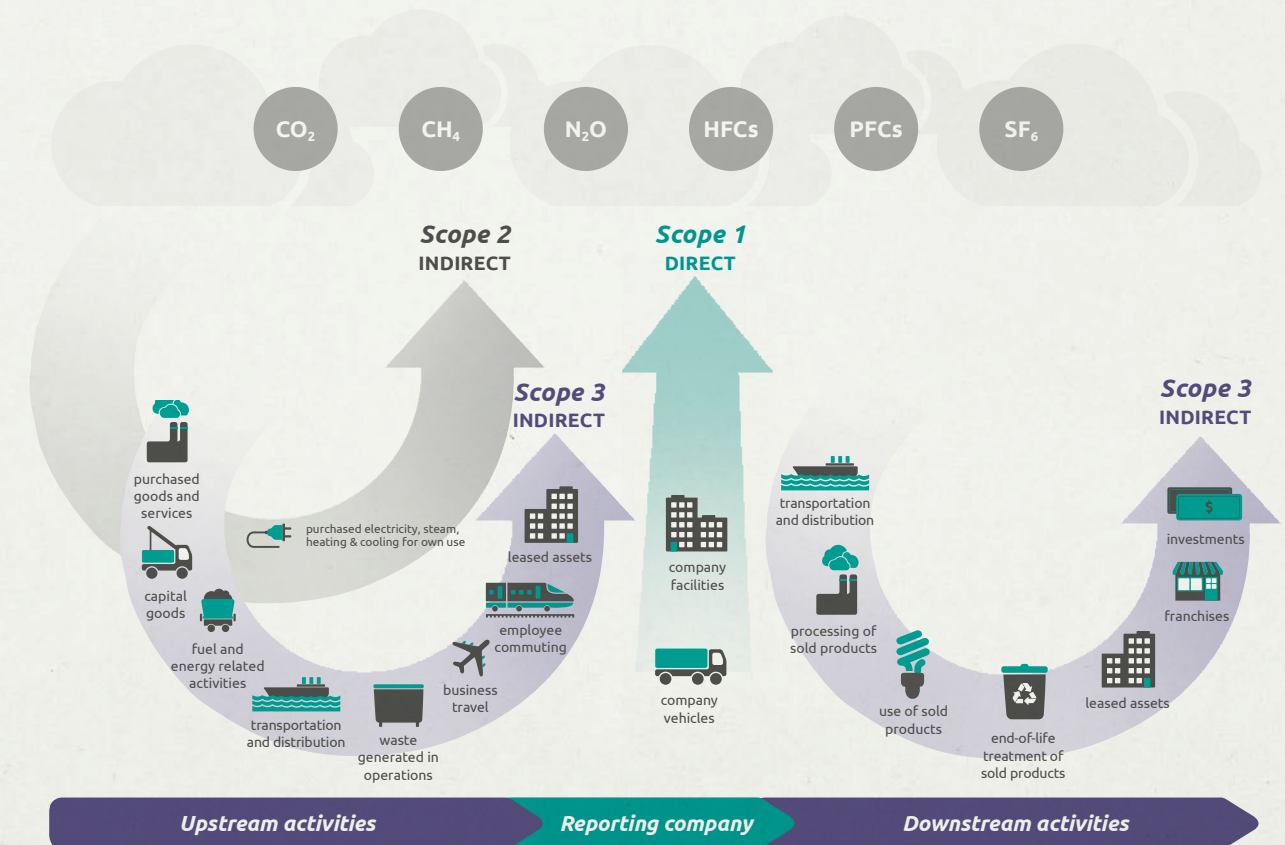 CO₂
CH₄
N₂O
HFCs
PFCs
SF₆
Scope 2
INDIRECT
Scope 1
DIRECT
Scope 3
INDIRECT
Scope 3
INDIRECT
purchased
goods and
services
capital
goods
fuel and
energy related
activities
transportation
and distribution
waste
generated in
operations
business
travel
employee
commuting
leased assets
purchased electricity, steam,
heating & cooling for own use
company
facilities
company
vehicles
transportation
and distribution
processing of
sold products
use of sold
products
end-of-life
treatment of
sold products
leased assets
franchises
$
investments
Upstream activities
Reporting company
Downstream activities